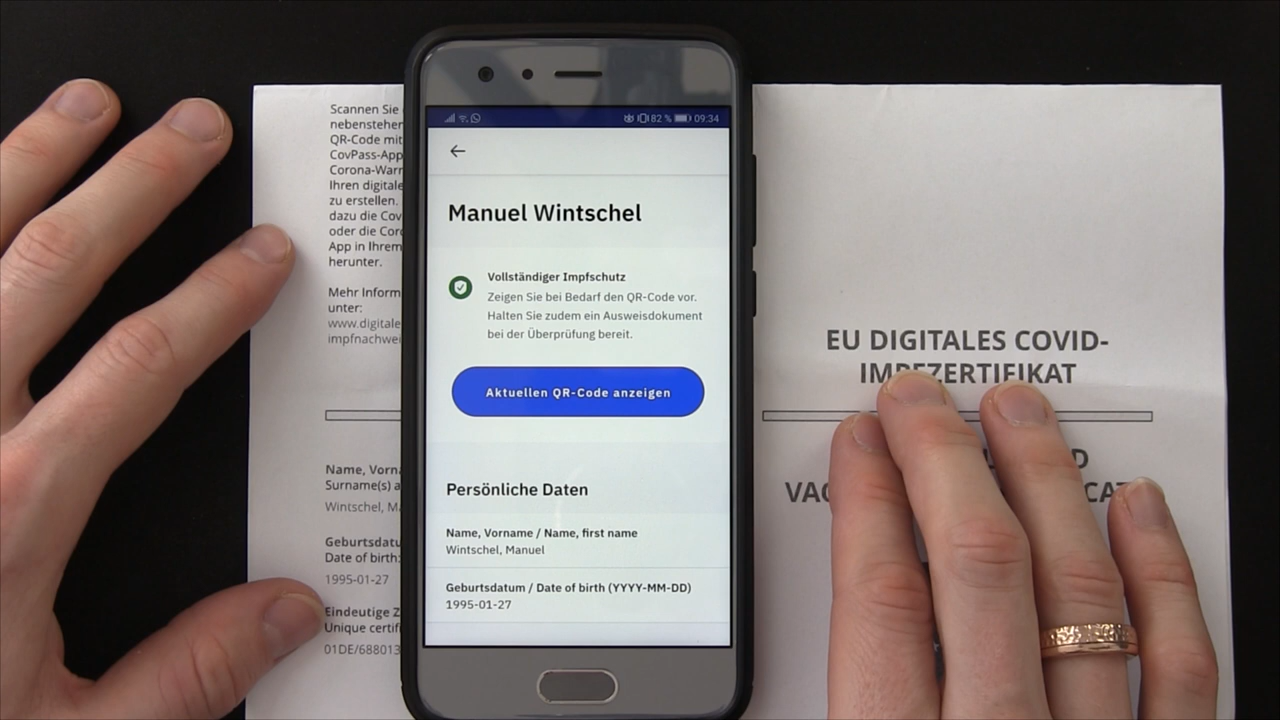 Scannen Sie
nebenstehen
QR-Code mit
CovPass-App
Corona-Warn
Ihren digitale
zu erstellen.
dazu die Cov
oder die Coro
App in Ihrem
herunter.
Mehr Inform
unter:
www.digitale
impfnachwei
Name, Vorna
Surname(s) a
Wintschel, Ma
Geburtsdatu
Date of birth:
1995-01-27
Eindeutige Z
Unique certifi
01DE/688013
82 % 09:34
Manuel Wintschel
Vollständiger Impfschutz
Zeigen Sie bei Bedarf den QR-Code vor.
Halten Sie zudem ein Ausweisdokument
bei der Überprüfung bereit.
Aktuellen QR-Code anzeigen
Persönliche Daten
Name, Vorname / Name, first name
Wintschel, Manuel
Geburtsdatum / Date of birth (YYYY-MM-DD)
1995-01-27
EU DIGITALES COVID-
IMPFZERTIFIKAT